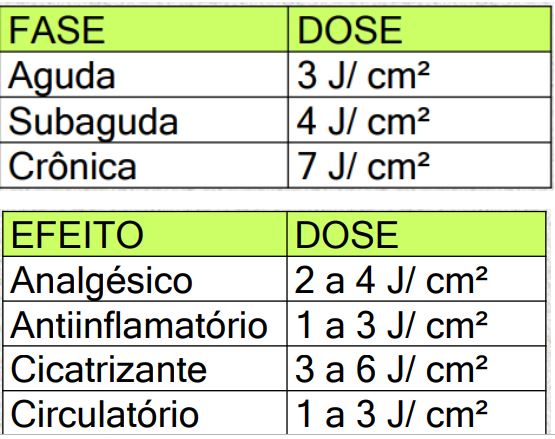 FASE DOSE
Aguda 3 J/ cm²
Subaguda 4 J/ cm²
Crônica 7 J/ cm²
EFEITO DOSE
Analgésico 2 a 4 J/ cm²
Antiinflamatório 1 a 3 J/ cm²
Cicatrizante 3 a 6 J/ cm²
Circulatório 1 a 3 J/ cm²